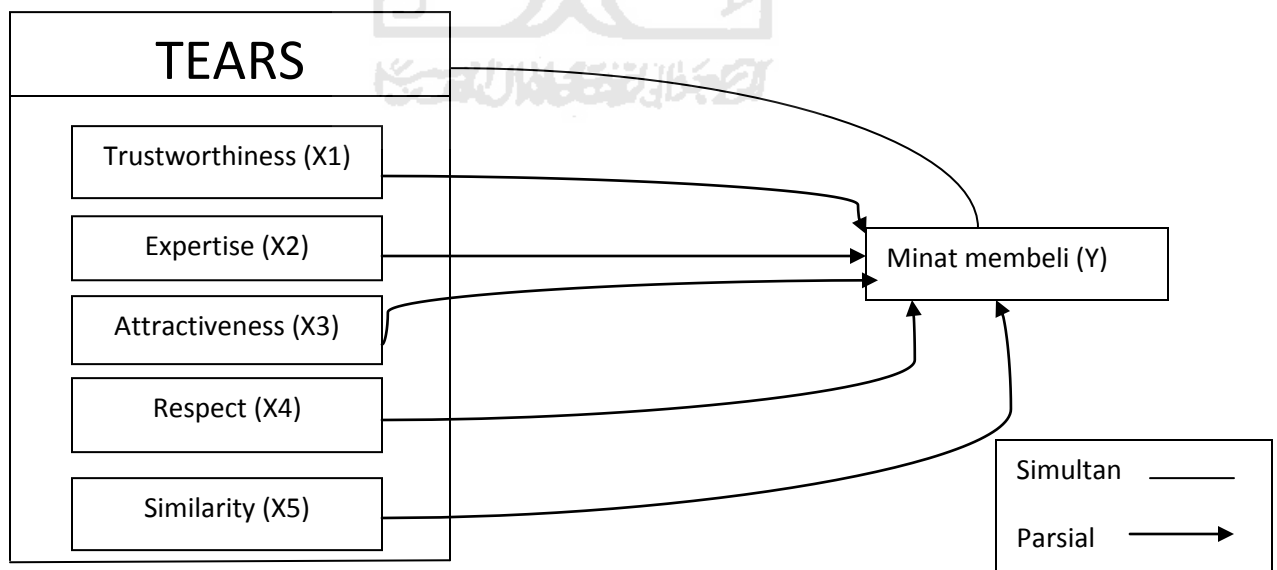 TEARS
Trustworthiness (X1)
Expertise (X2)
Attractiveness (X3)
Respect (X4)
Similarity (X5)
Minat membeli (Y)
Simultan
Parsial